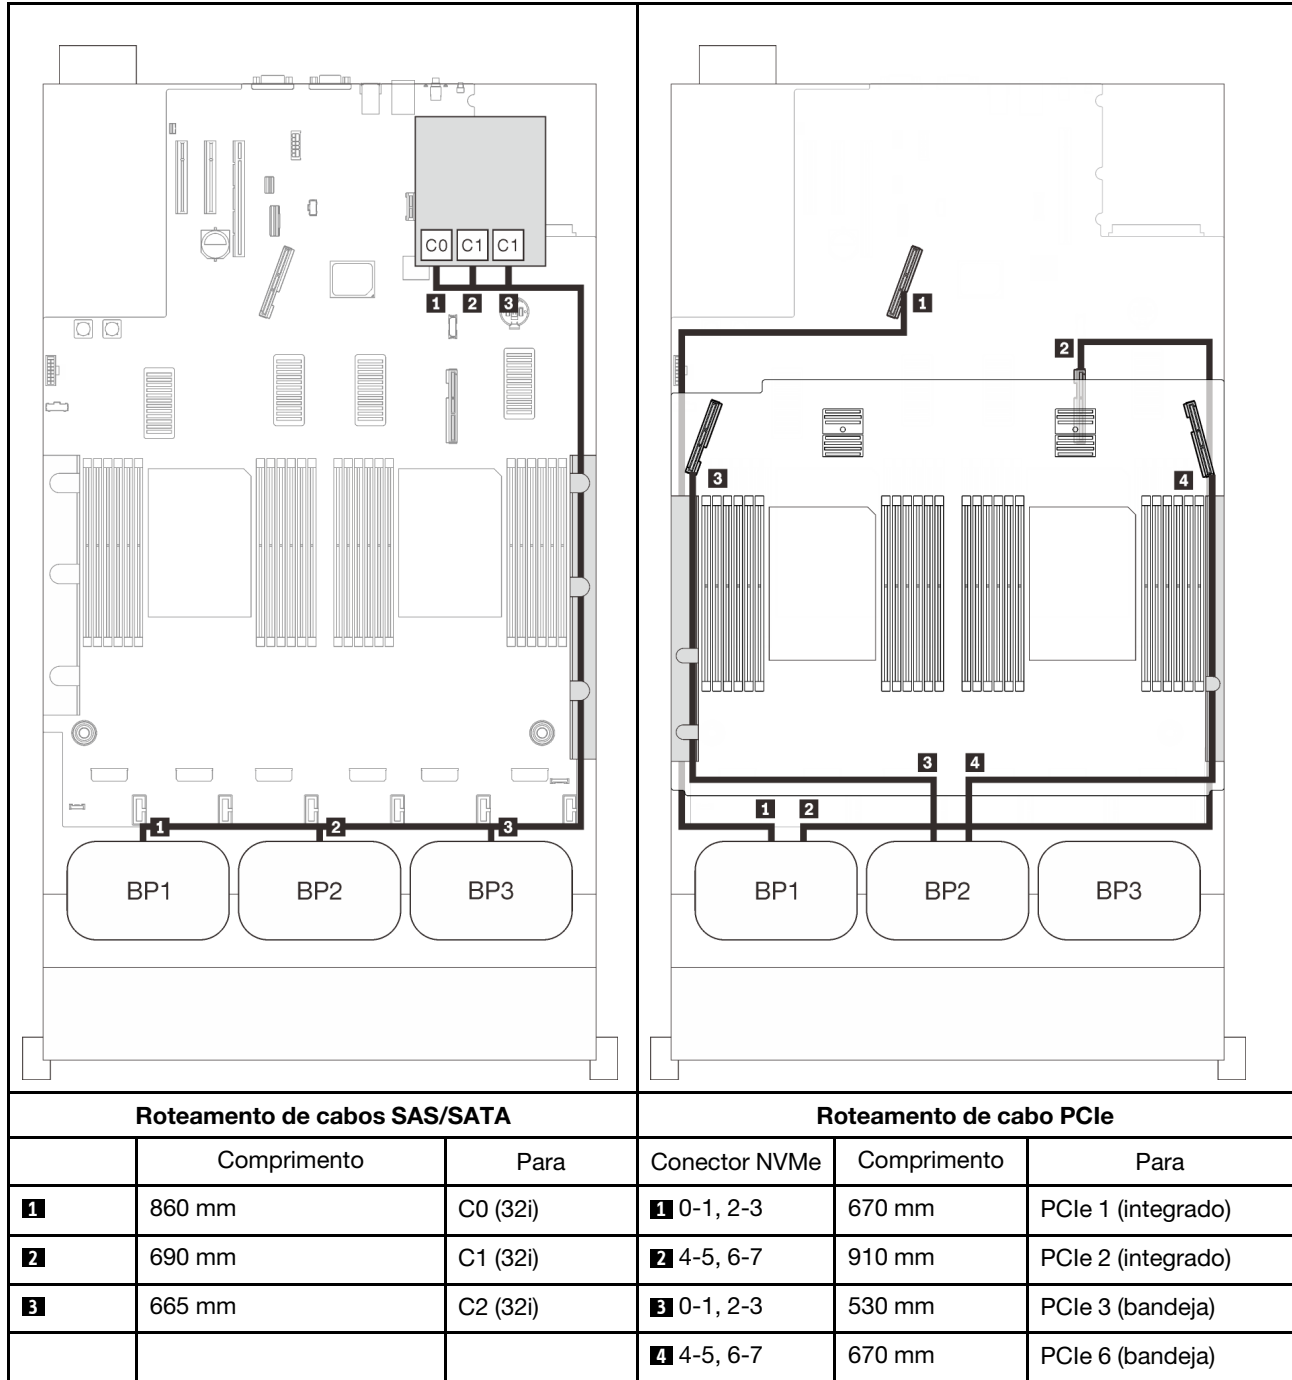 C0 C1 C1
1 2 3
1 2 3
BP1 BP2 BP3
1
2
3 4
3 4
1 2
BP1 BP2 BP3
Roteamento de cabos SAS/SATA Roteamento de cabo PCIe
Comprimento Para Conector NVMe Comprimento Para
1 860 mm C0 (32i) 1 0-1, 2-3 670 mm PCIe 1 (integrado)
2 690 mm C1 (32i) 2 4-5, 6-7 910 mm PCIe 2 (integrado)
3 665 mm C2 (32i) 3 0-1, 2-3 530 mm PCIe 3 (bandeja)
4 4-5, 6-7 670 mm PCIe 6 (bandeja)